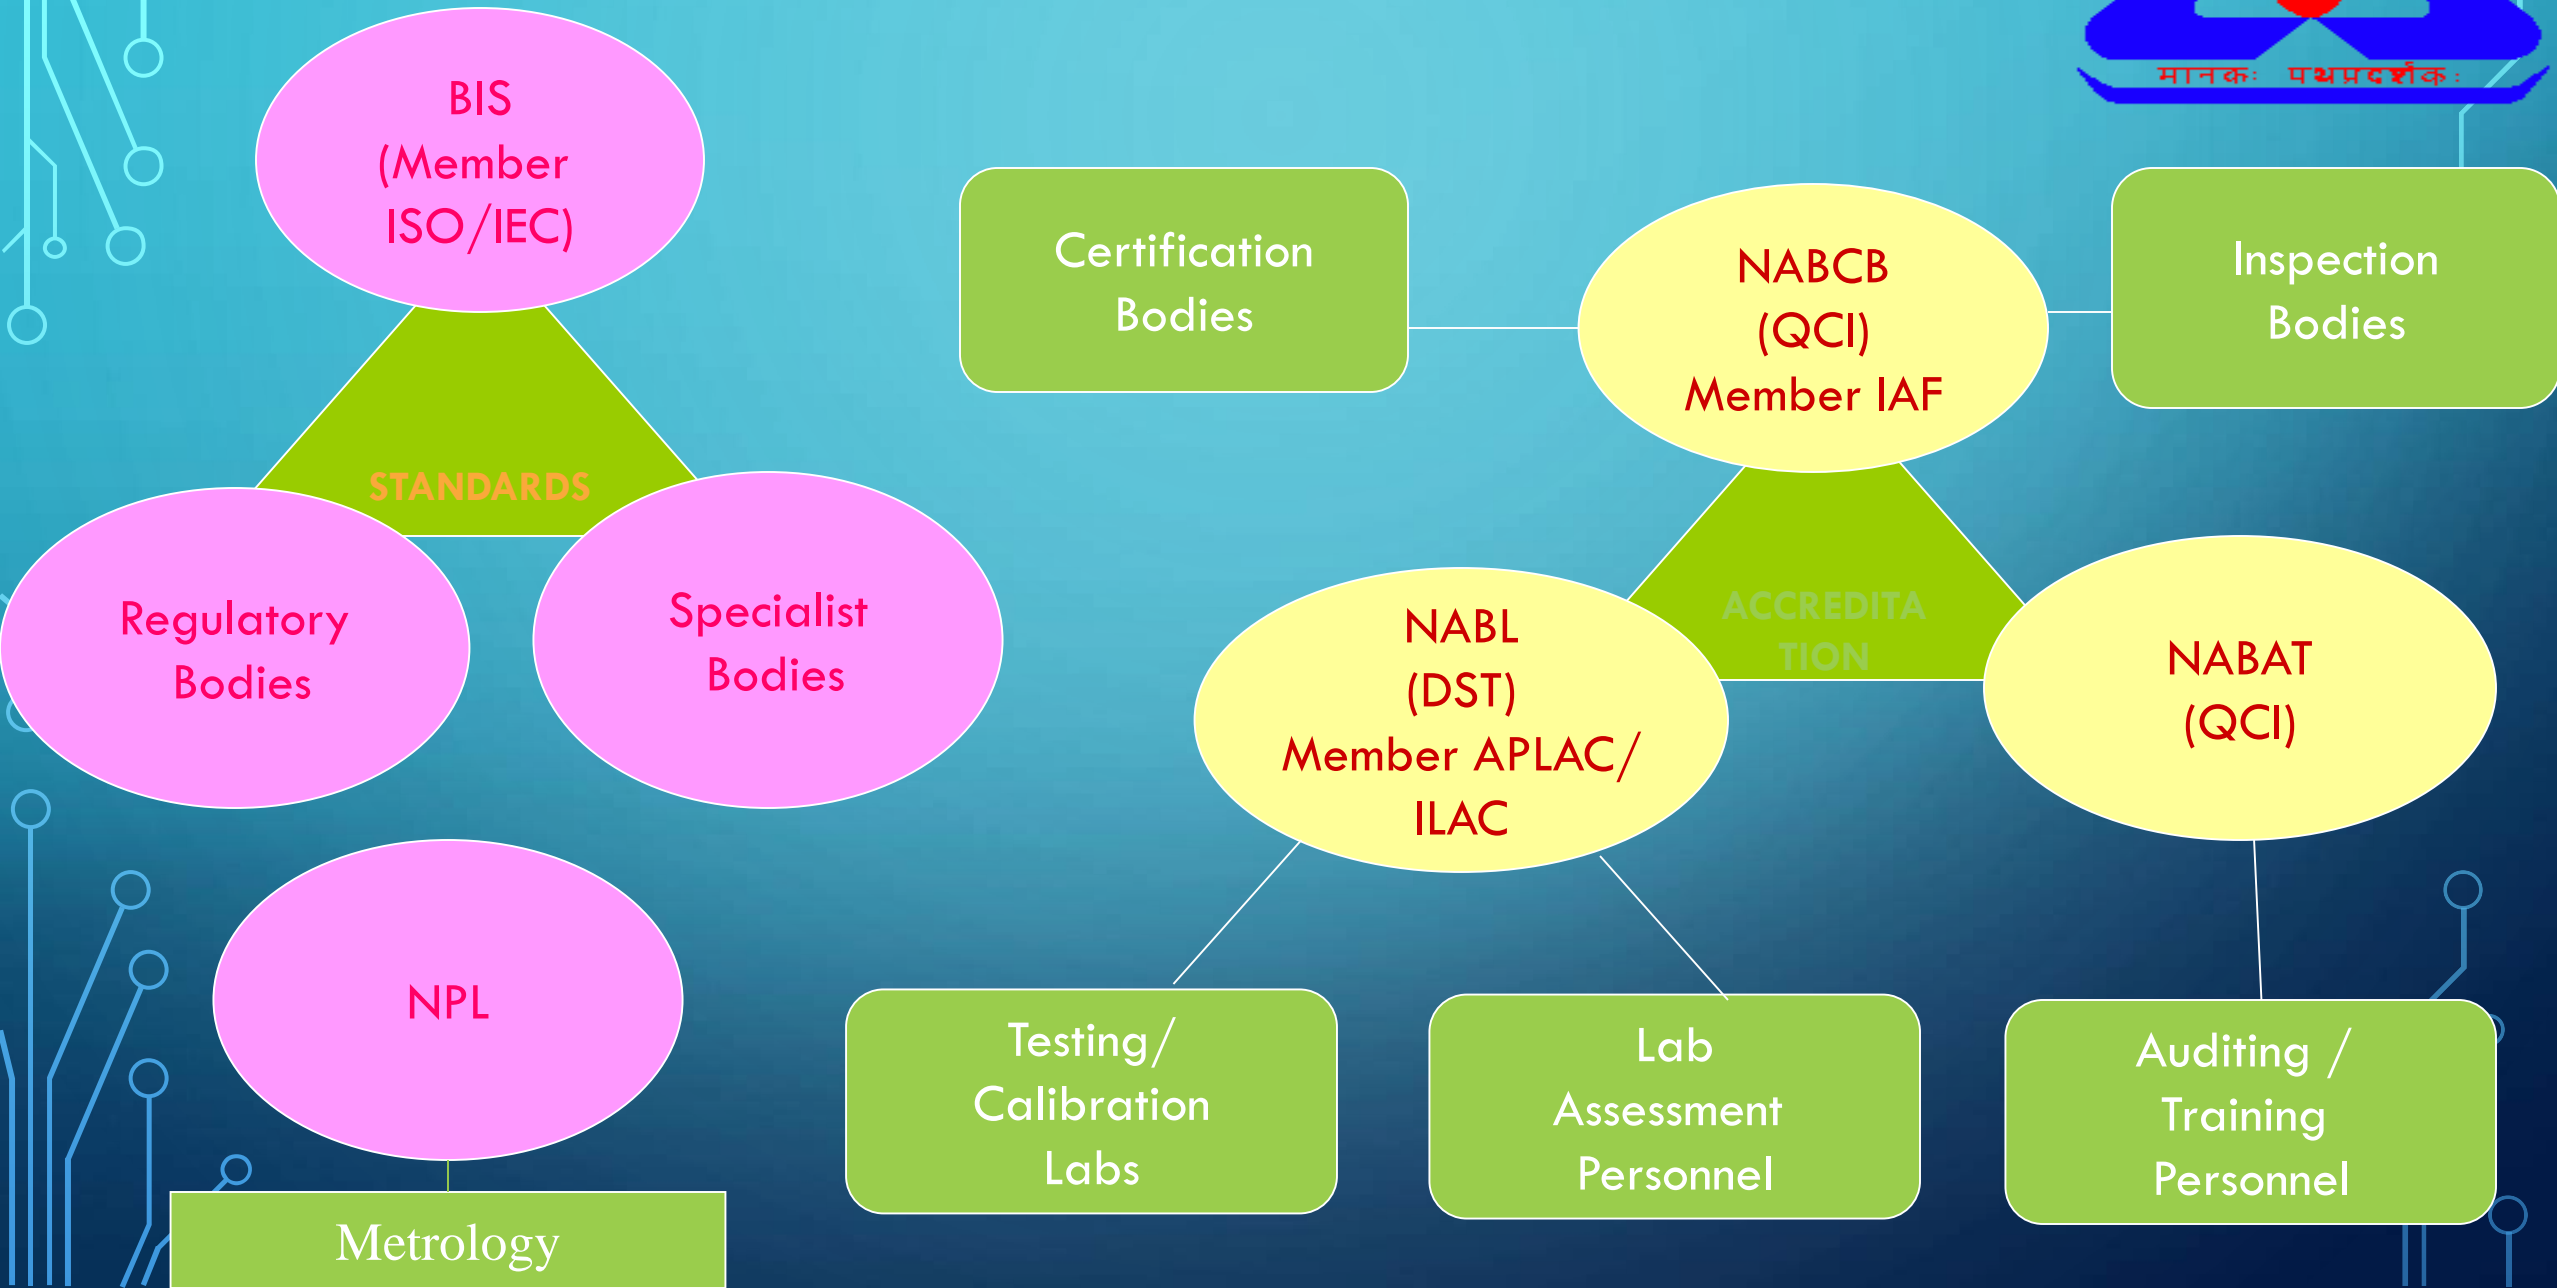 मानकः पथप्रदर्शकः
BIS
(Member
ISO/IEC)
STANDARDS
Regulatory
Bodies
Specialist
Bodies
NPL
Metrology
Certification
Bodies
NABCB
(QCI)
Member IAF
Inspection
Bodies
ACCREDITA
TION
NABL
(DST)
Member APLAC/
ILAC
NABAT
(QCI)
Testing/
Calibration
Labs
Lab
Assessment
Personnel
Auditing /
Training
Personnel